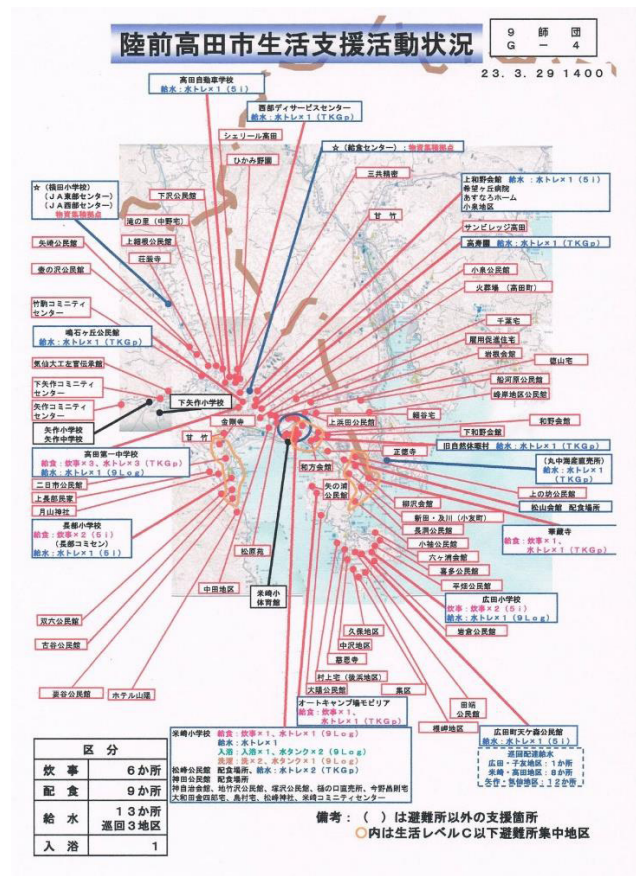 陸前高田市生活支援活動状況
9師団
G-4
23.3.29 1400
高田自動車学校
給水:水トレ×1(5i)
西部デイサービスセンター
給水:水トレ×1(TKGp)
シェリール高田
ひかみ野園
☆(給食センター):物資集積拠点
三共精密
甘竹
上和野会館 給水:水トレ×1(5i)
希望ヶ丘病院
あすなろホーム
小泉地区
☆(横田小学校)
(JA東部センター)
(JA西部センター)
物資集積拠点
下沢公民館
滝の里(中野宅)
上細根公民館
荘厳寺
サンビレッジ高田
高寿園 給水:水トレ×1(TKGp)
小泉公民館
火葬場(高田町)
矢崎公民館
壷の沢公民館
竹駒コミニティ
センター
鳴石ヶ丘公民館
給水:水トレ×1(TKGp)
気仙大工左官伝承館
下矢作コミニティ
センター
矢作コミニティ
センター
矢作小学校
矢作中学校
下矢作小学校
千葉宅
雇用促進住宅
岩根会館
徳山宅
船河原公民館
峰岸地区公民館
細谷宅
和野会館
下和野会館
上浜田公民館
金剛寺
甘竹
正徳寺
旧自然休暇村 給水:水トレ×1(TKGp)
高田第一中学校
給食:炊事×3、水トレ×3(TKGp)
給水:水トレ×1(9Log)
二日市公民館
上長部民家
月山神社
長部小学校
給食:炊事×2(5i)
(長部コミセン)
給水:水トレ×1(5i)
(丸中海産直売所)
給水:水トレ×1
(TKGp)
上の坊公民館
松山会館 配食場所
華蔵寺
給食:炊事×1、
水トレ×1(TKGp)
和方会館
矢の浦
公民館
柳沢会館
新田・及川(小友町)
長洞公民館
小袖公民館
六ヶ浦会館
喜多公民館
平畑公民館
広田小学校
炊事:炊事×2(5i)
給水:水トレ×1(9Log)
岩倉公民館
松原苑
中田地区
米崎小
体育館
双六公民館
古谷公民館
ホテル山陽
久保地区
中沢地区
慈恩寺
村上宅(後浜地区)
大陽公民館
集区
田端
公民館
根岬地区
オートキャンプ場モビリア
給食:炊事×1、
水トレ×1(TKGp)
米崎小学校 給食:炊事×1、水トレ×1(9Log)
給水:水トレ×1
入浴:入浴×1、水タンク×2(9Log)
洗濯:洗×2、水タンク×1(9Log)
松峰公民館 配食場所、給水:水トレ×2(TKGp)
神田公民館 配食場所
神自治会館、地竹沢公民館、塚沢公民館、樋の口直売所、今野昌則宅
大和田金四郎宅、島村宅、松峰神社、米崎コミニティセンター
広田町天ケ森公民館
給水:水トレ×1(5i)
巡回配達給水
広田・子友地区:1か所
米崎・高田地区:8か所
矢作・気仙地区:12か所
区分
炊事 6か所
配食 9か所
給水 13か所
巡回3地区
入浴 1
備考:( )は避難所以外の支援箇所
○内は生活レベルC以下避難所集中地区